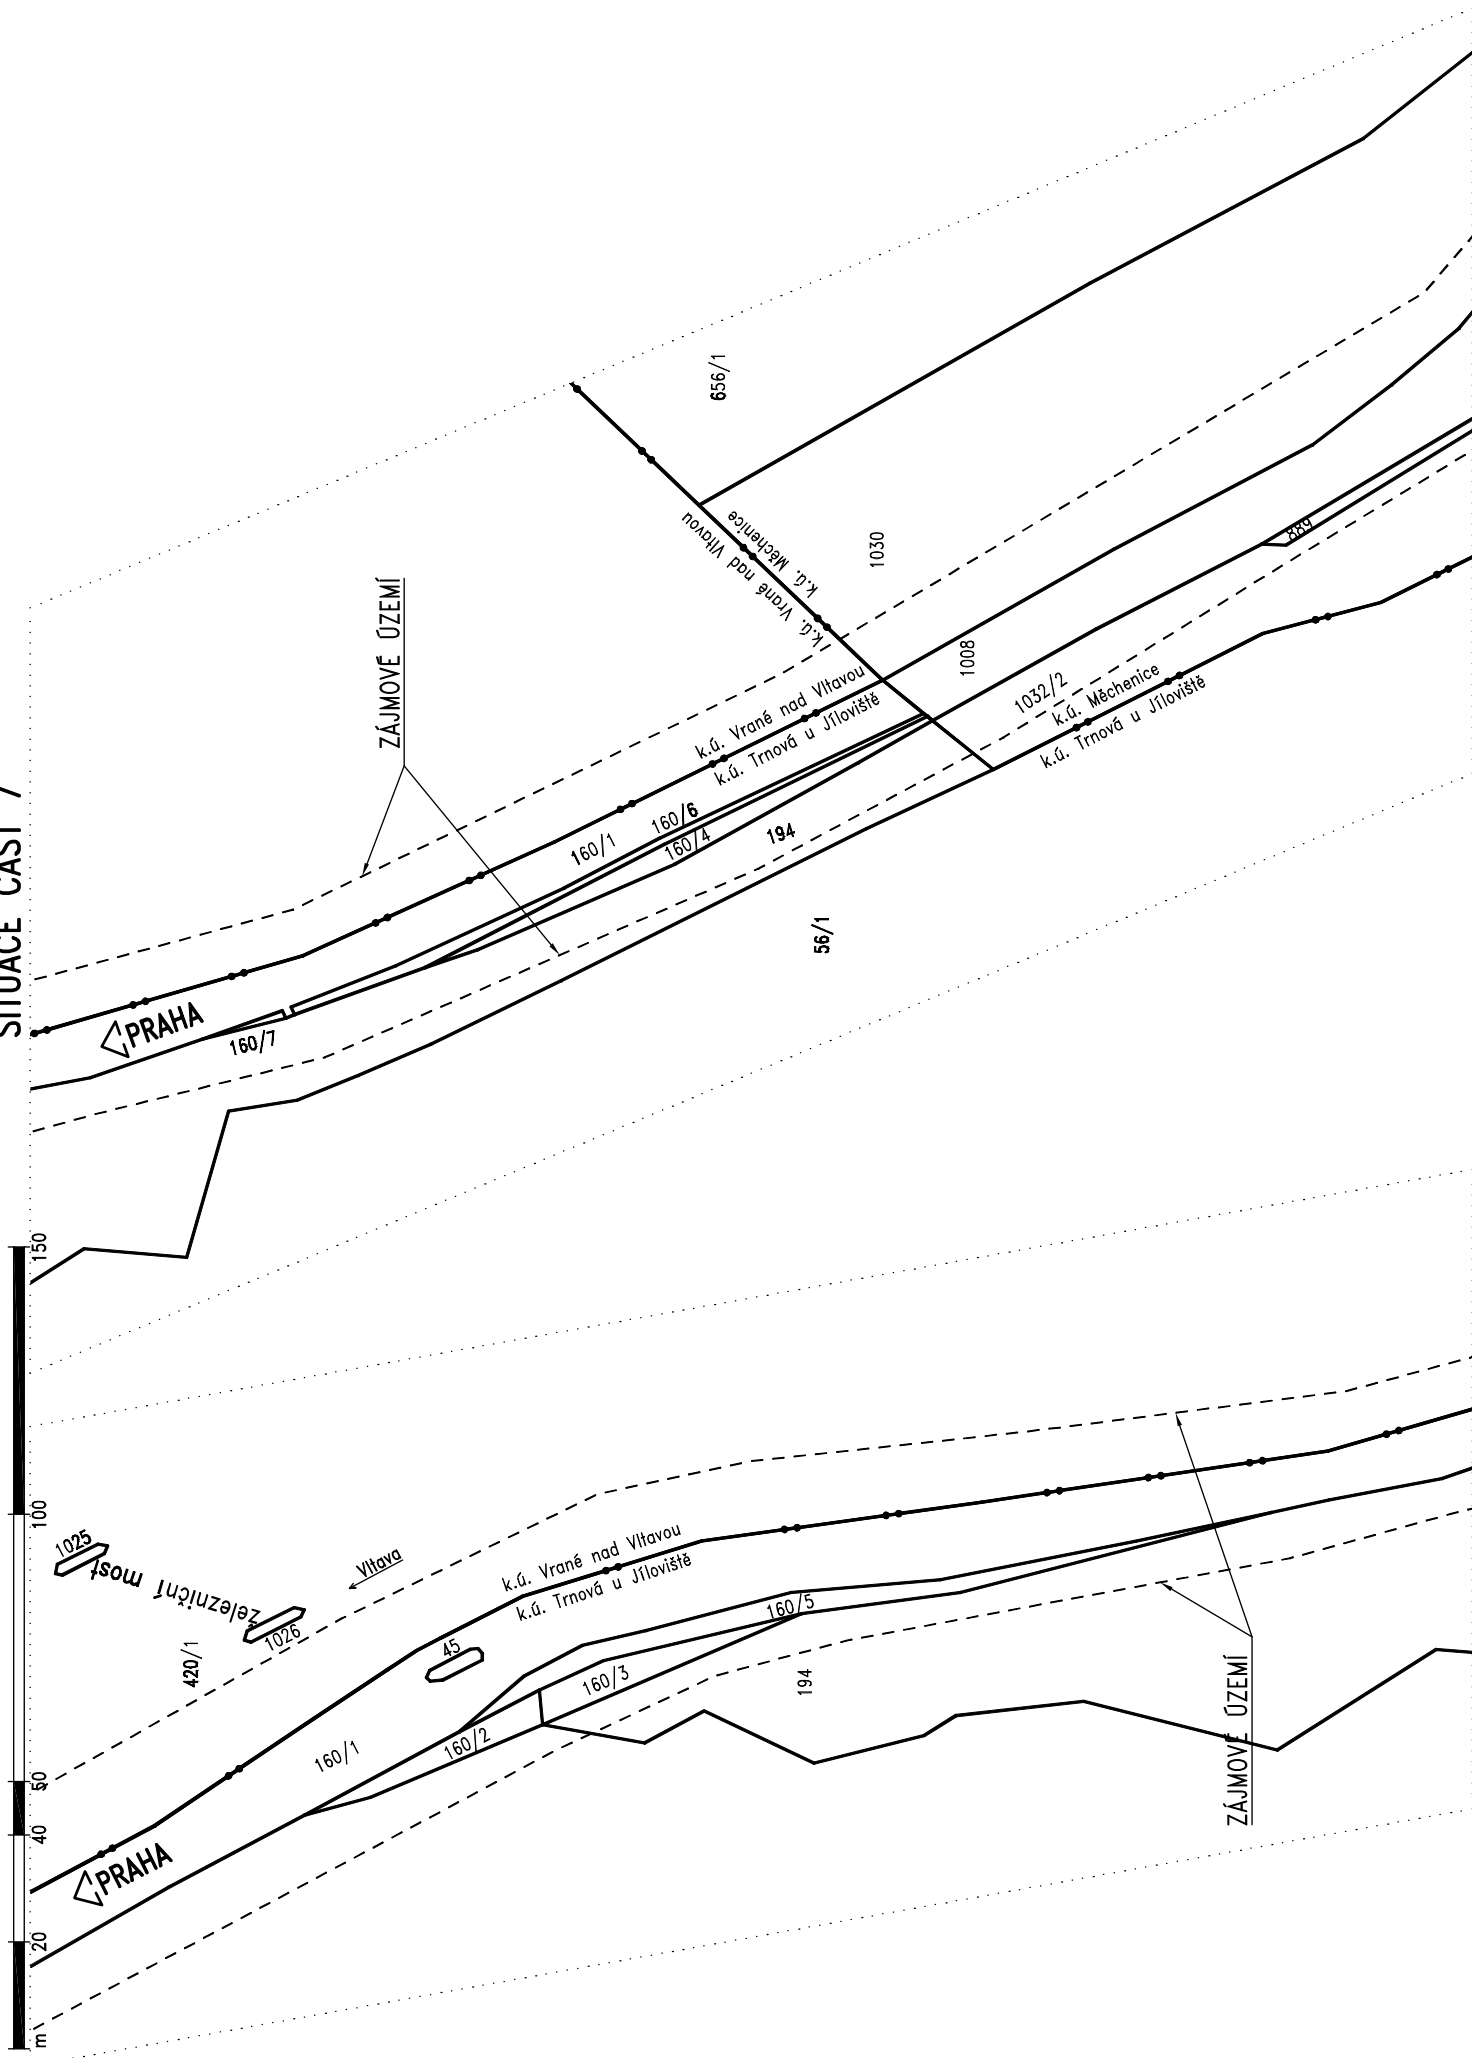 SITUACE ČÁST 7
ZÁJMOVÉ ÚZEMÍ
656/1
k.ú. Vrané nad Vltavou
k.ú. Měchenice
1030
1008
889
k.ú. Vrané nad Vltavou
k.ú. Trnová u Jíloviště
1032/2
k.ú. Měchenice
k.ú. Trnová u Jíloviště
160/1
160/6
160/4
194
56/1
PRAHA
160/7
m
20
40
50
100
150
1025
železniční most
1026
420/1
Vltava
k.ú. Vrané nad Vltavou
k.ú. Trnová u Jíloviště
45
160/1
160/2
160/3
160/5
194
PRAHA
ZÁJMOVÉ ÚZEMÍ